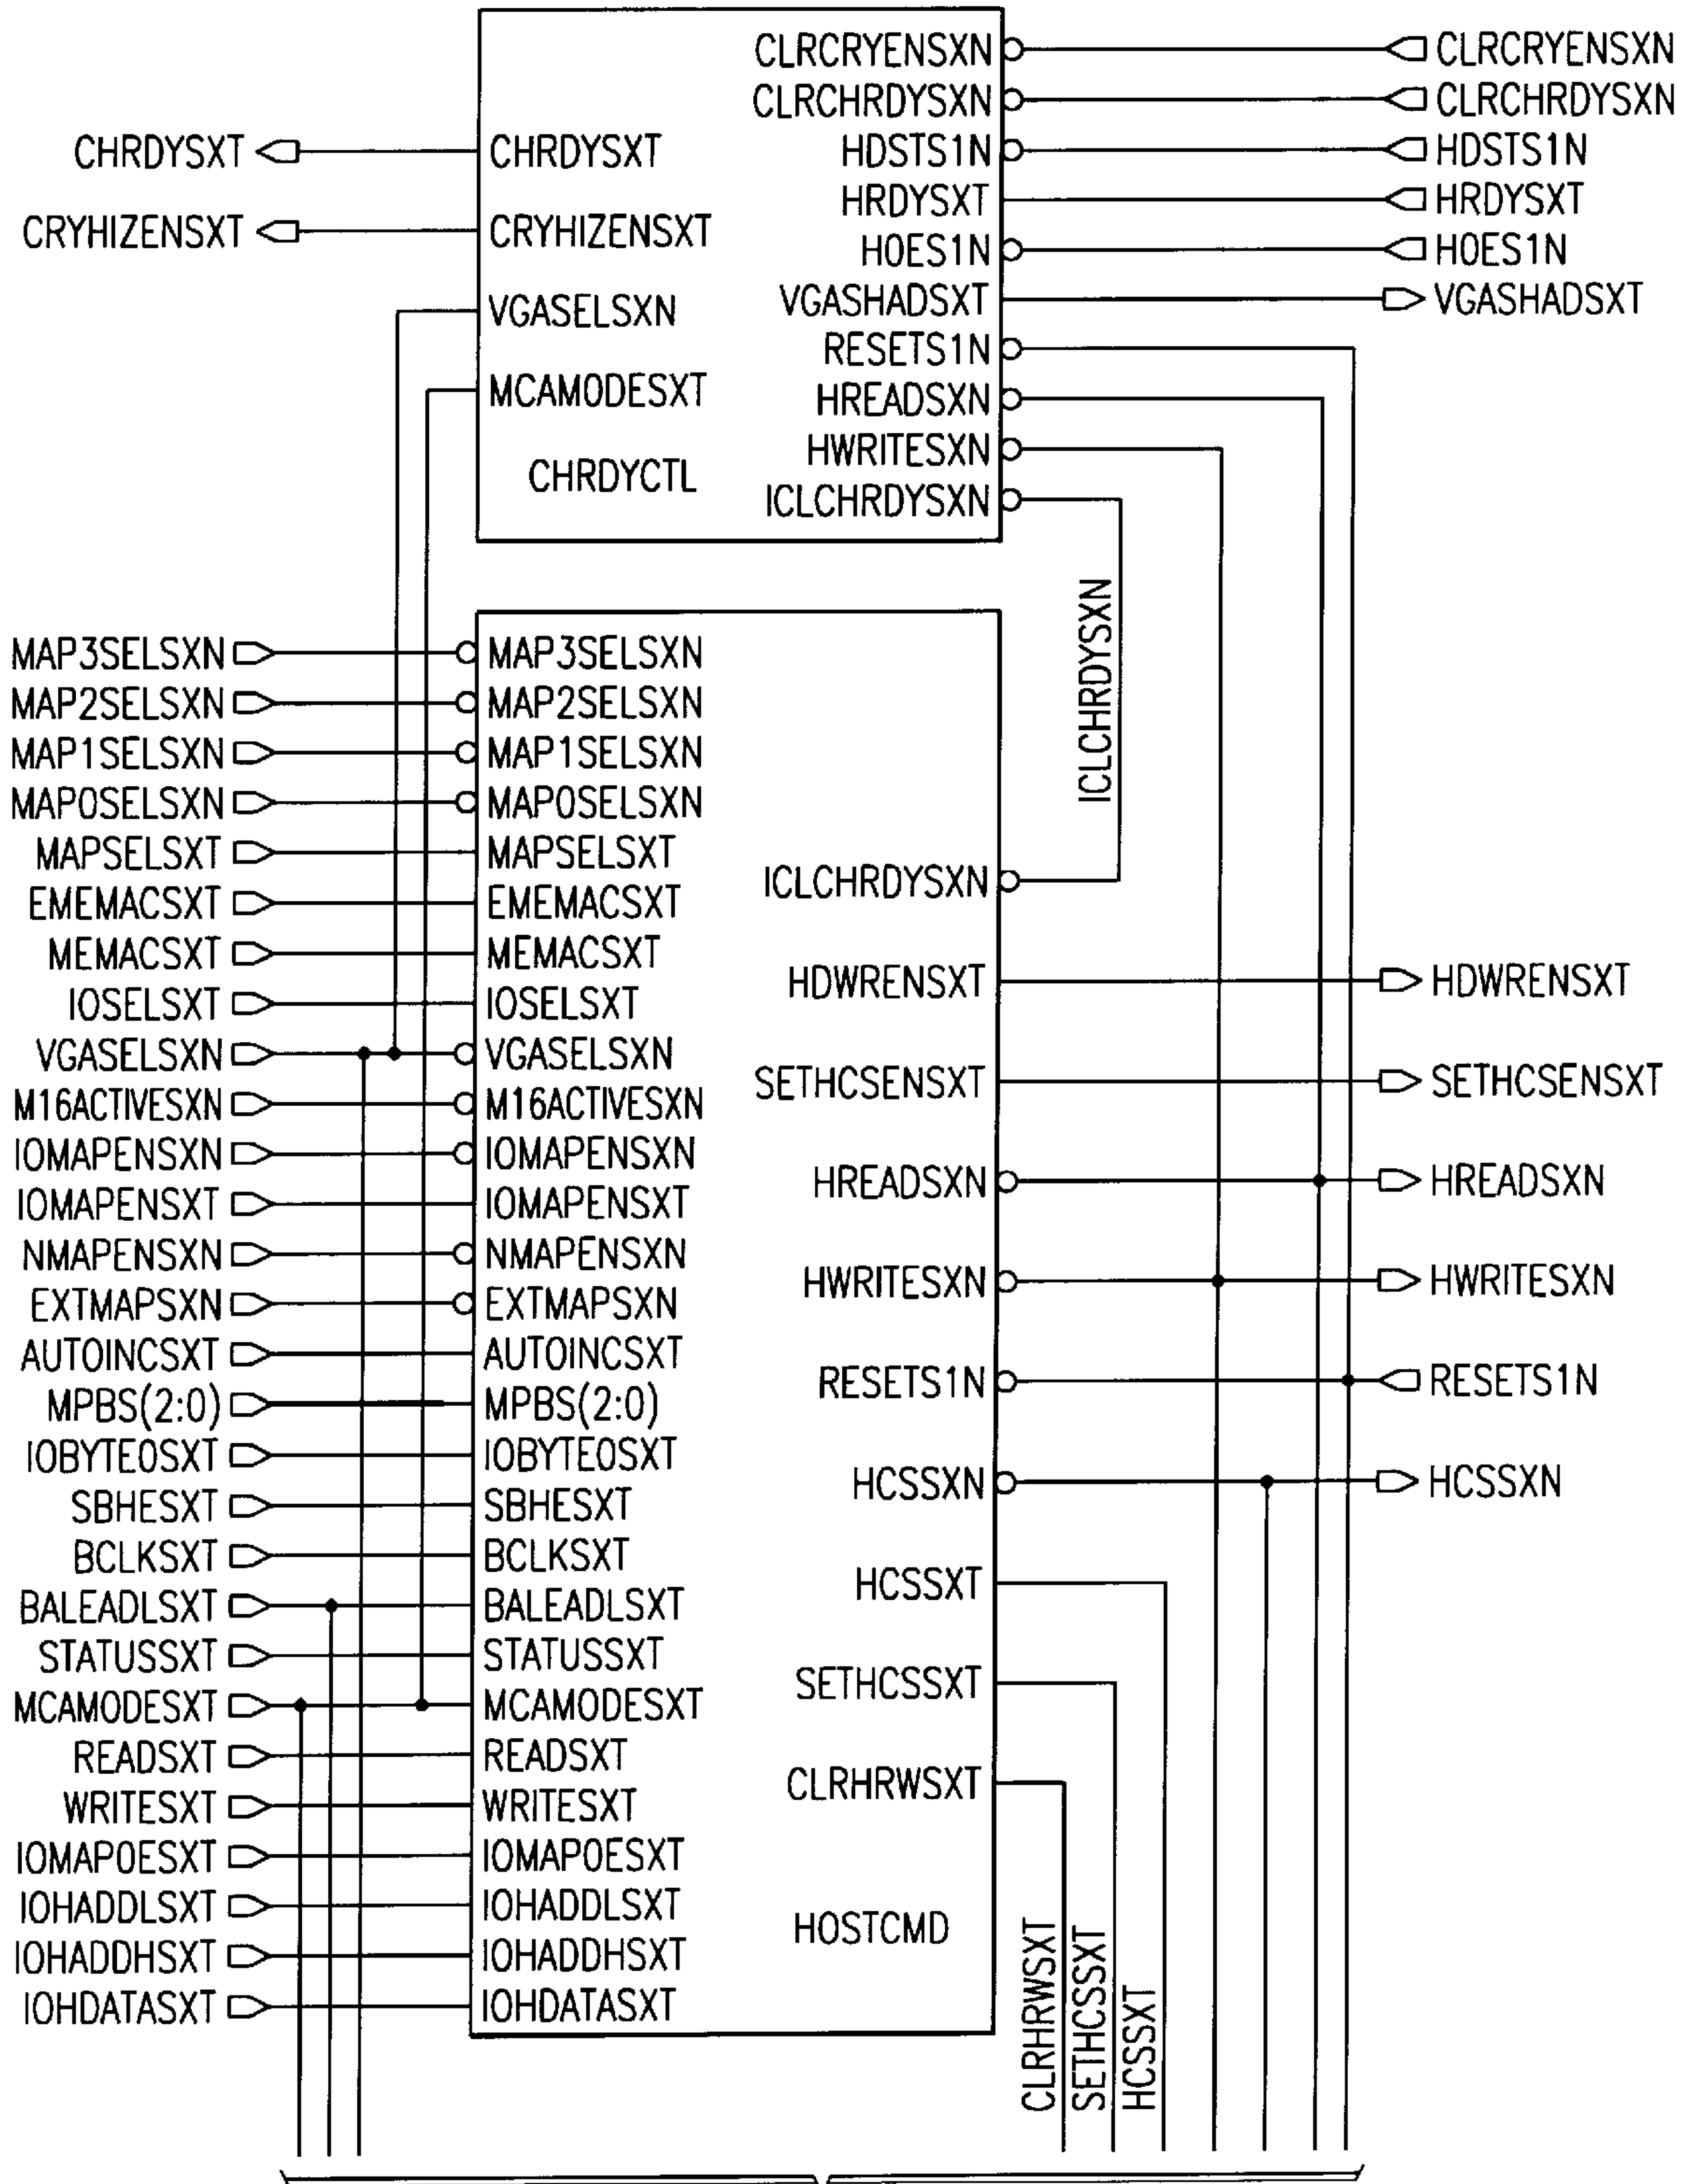 CLRCRYENSXN CLRCRYENSXN
CLRCHRDYSXN CLRCHRDYSXN
CHRDYSXT CHRDYSXT HDSTS1N HDSTS1N
HRDYSXT HRDYSXT
CRYHIZENSXT CRYHIZENSXT HOES1N HOES1N
VGASELSXN VGASHADSXT VGASHADSXT
RESETS1N
MCAMODESXT HREADSXN
HWRITESXN
CHRDYCTL
ICLCHRDYSXN
ICLCHRDYSXN
MAP3SELSXN MAP3SELSXN
MAP2SELSXN MAP2SELSXN
MAP1SELSXN MAP1SELSXN
MAP0SELSXN MAP0SELSXN
MAPSELSXT MAPSELSXT
ICLCHRDYSXN
EMEMACSXT EMEMACSXT
MEMACSXT MEMACSXT
HDWRENSXT HDWRENSXT
IOSELSXT IOSELSXT
VGASELSXN VGASELSXN
SETHCSENSXT SETHCSENSXT
M16ACTIVESXN M16ACTIVESXN
IOMAPENSXN IOMAPENSXN
HREADSXN HREADSXN
IOMAPENSXT IOMAPENSXT
NMAPENSXN NMAPENSXN
HWRITESXN HWRITESXN
EXTMAPSXN EXTMAPSXN
AUTOINCSXT AUTOINCSXT
RESETS1N RESETS1N
MPBS(2:0) MPBS(2:0)
IOBYTE0SXT IOBYTE0SXT
HCSSXN HCSSXN
SBHESXT SBHESXT
BCLKSXT BCLKSXT
HCSSXT
BALEADLSXT BALEADLSXT
STATUSSXT STATUSSXT
SETHCSSXT
MCAMODESXT MCAMODESXT
READSXT READSXT
CLRHRWSXT
WRITESXT WRITESXT
IOMAPOESXT IOMAPOESXT
IOHADDLSXT IOHADDLSXT
HOSTCMD
IOHADDHSXT IOHADDHSXT
IOHDATASXT IOHDATASXT
CLRHRWSXT
SETHCSSXT
HCSSXT